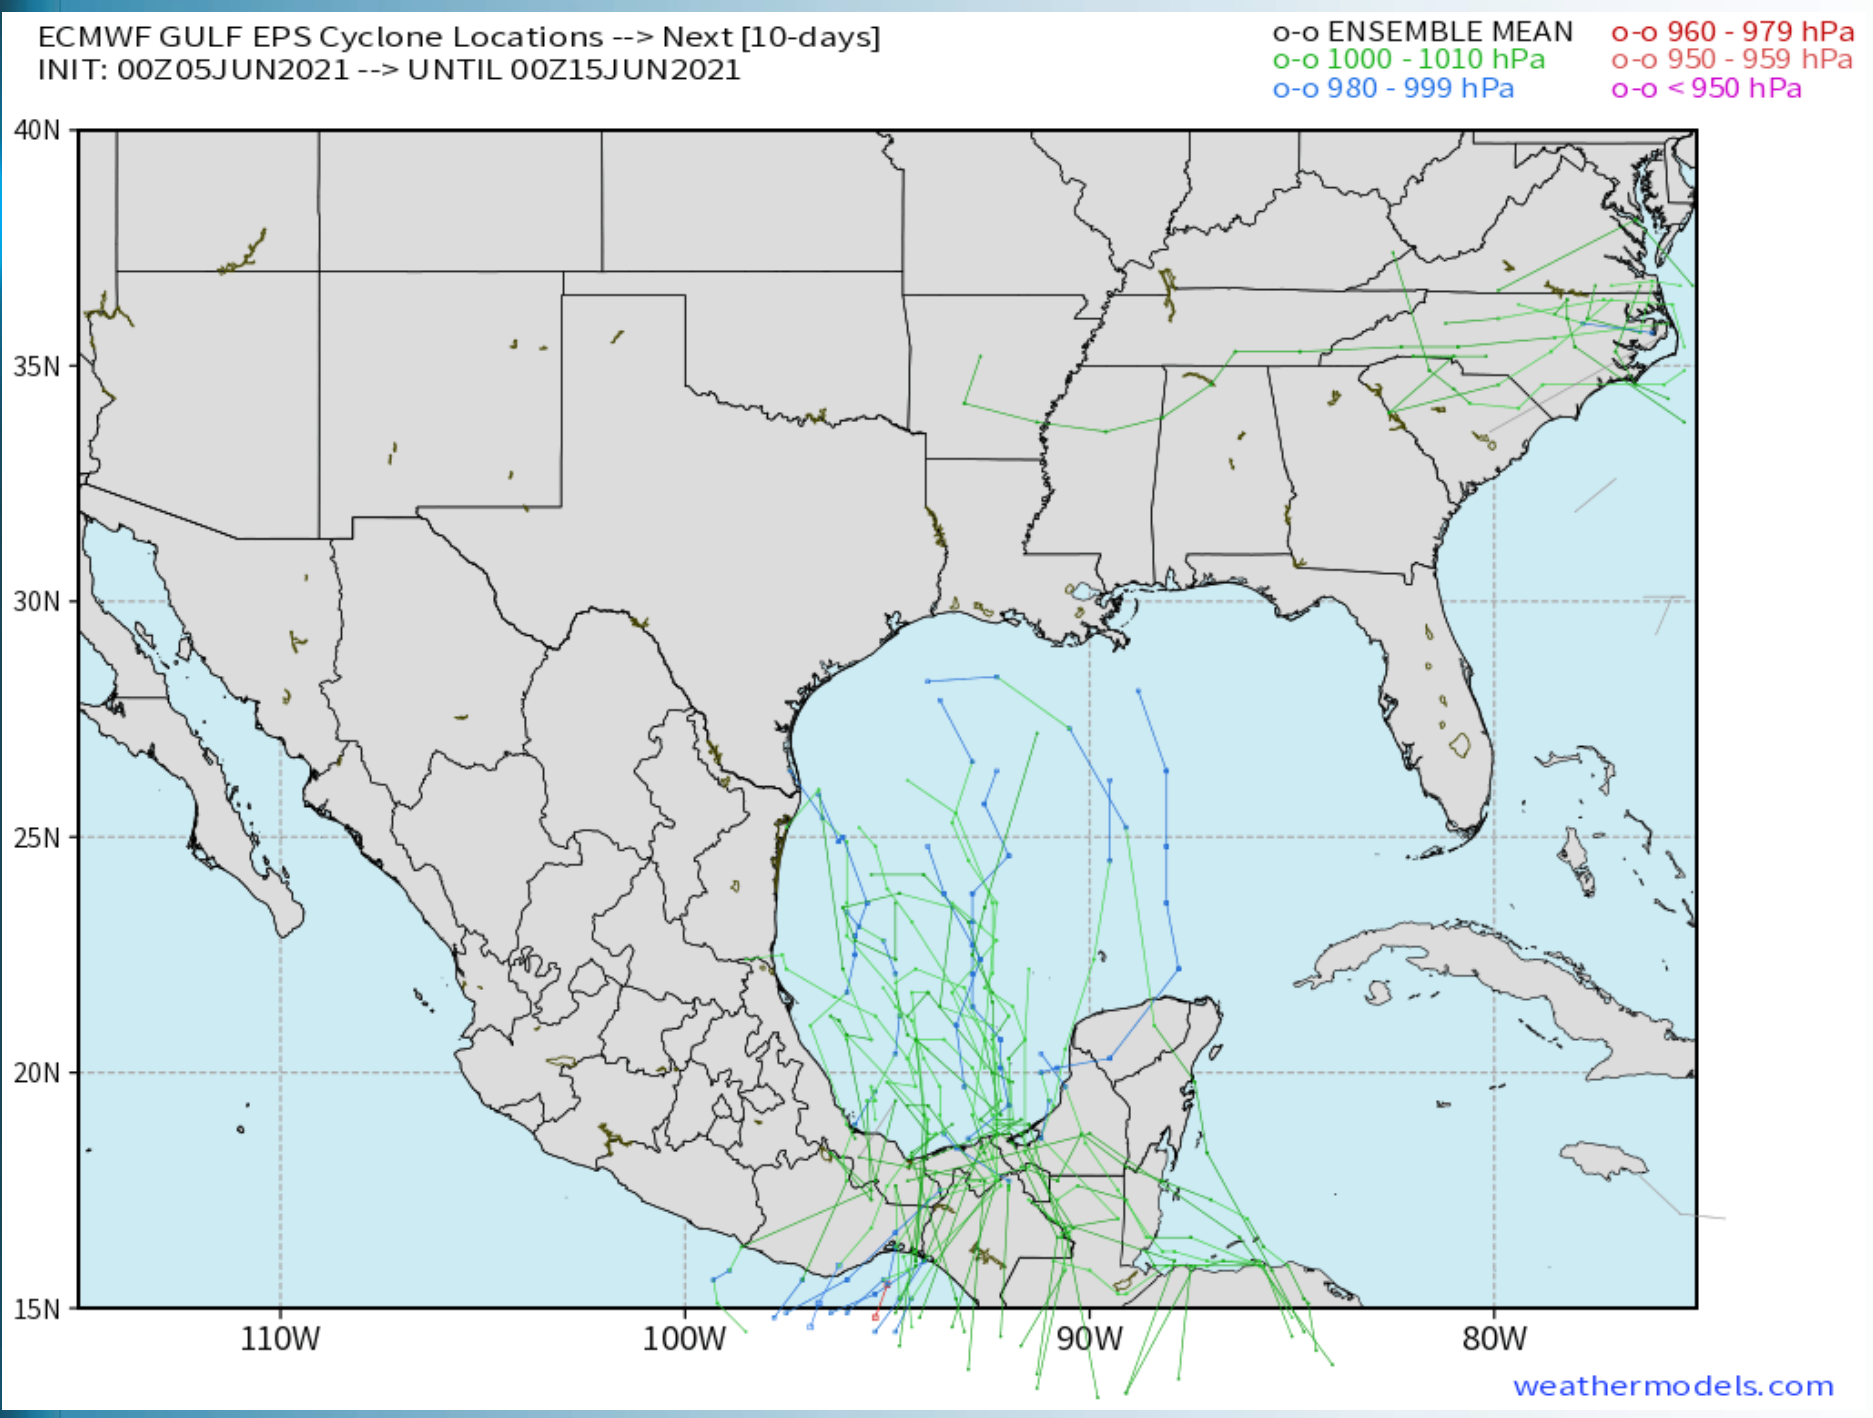 ECMWF GULF EPS Cyclone Locations --> Next [10-days]
INIT: 00Z05JUN2021 --> UNTIL 00Z15JUN2021
o-o ENSEMBLE MEAN
o-o 1000 - 1010 hPa
o-o 980 - 999 hPa
o-o 960 - 979 hPa
o-o 950 - 959 hPa
o-o < 950 hPa
40N
35N
30N
25N
20N
15N
110W
100W
90W
80W
weathermodels.com